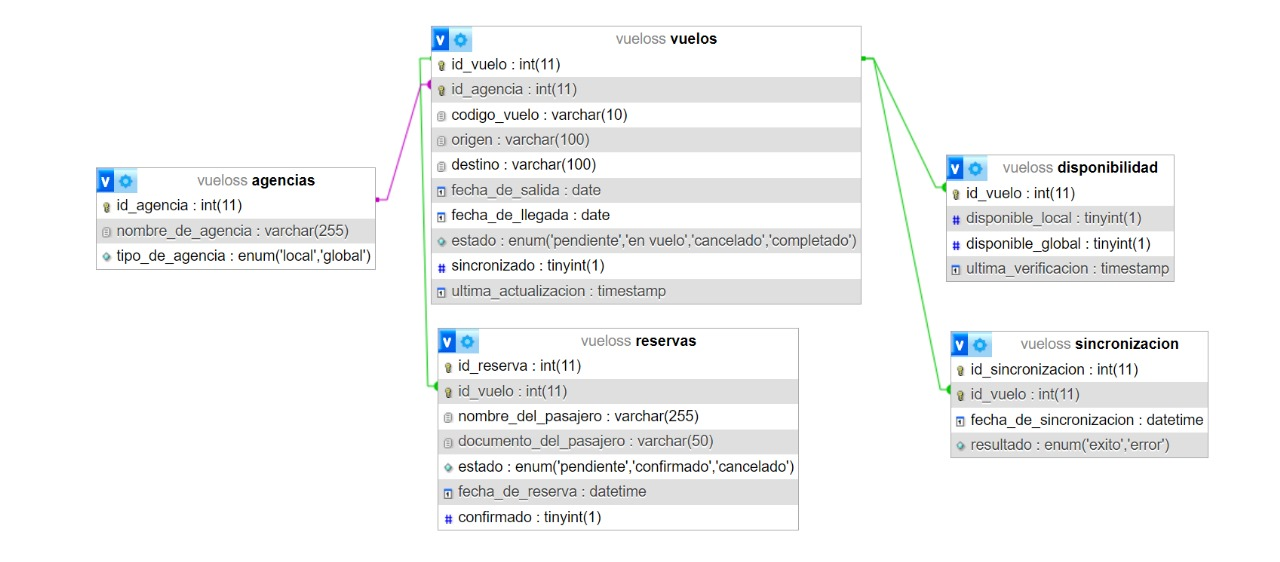 vueloss vuelos
id_vuelo : int(11)
id_agencia : int(11)
codigo_vuelo : varchar(10)
origen : varchar(100)
destino : varchar(100)
fecha_de_salida : date
fecha_de_llegada : date
estado : enum('pendiente','en vuelo','cancelado','completado')
sincronizado : tinyint(1)
ultima_actualizacion : timestamp
vueloss agencias
id_agencia : int(11)
nombre_de_agencia : varchar(255)
tipo_de_agencia : enum('local','global')
vueloss reservas
id_reserva : int(11)
id_vuelo : int(11)
nombre_del_pasajero : varchar(255)
documento_del_pasajero : varchar(50)
estado : enum('pendiente','confirmado','cancelado')
fecha_de_reserva : datetime
confirmado : tinyint(1)
vueloss disponibilidad
id_vuelo : int(11)
disponible_local : tinyint(1)
disponible_global : tinyint(1)
ultima_verificacion : timestamp
vueloss sincronizacion
id_sincronizacion : int(11)
id_vuelo : int(11)
fecha_de_sincronizacion : datetime
resultado : enum('exito','error')